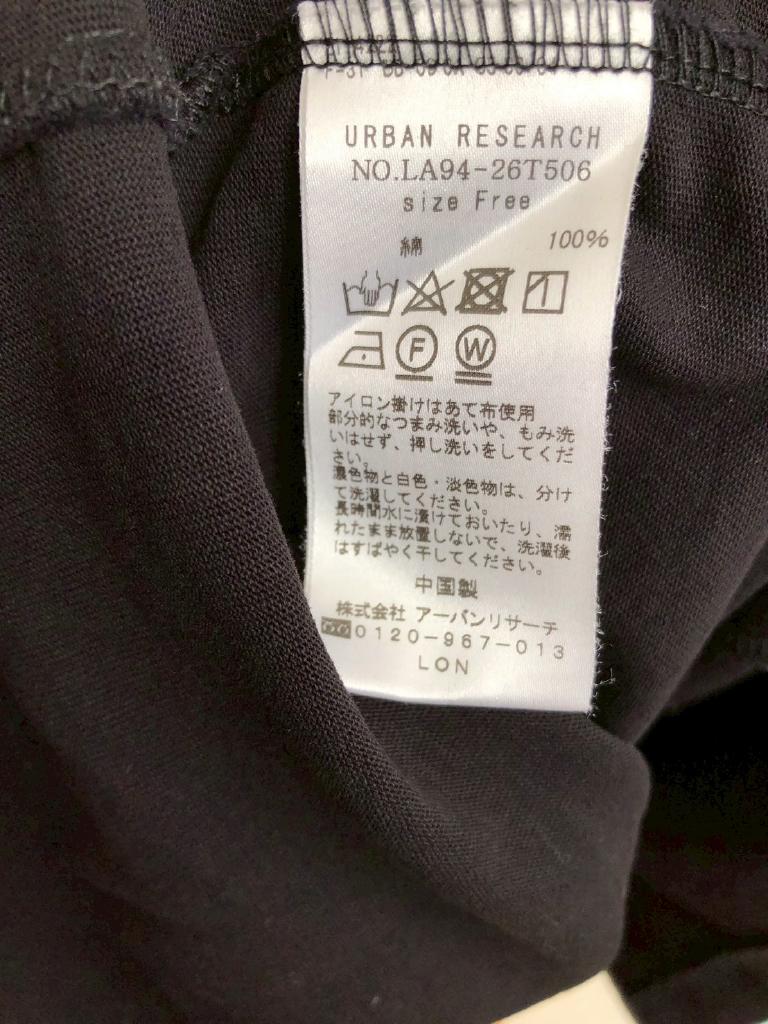 URBAN RESEARCH
NO.LA94-26T506
size Free
綿 100%
F W
アイロン掛けはあて布使用
部分的なつまみ洗いや、もみ洗
いはせず、押し洗いをしてくだ
さい。
濃色物と白色・淡色物は、分け
て洗濯してください。
長時間水に漬けておいたり、濡
れたまま放置しないで、洗濯後
はすばやく干してください。
中国製
株式会社 アーバンリサーチ
0120-967-013
LON